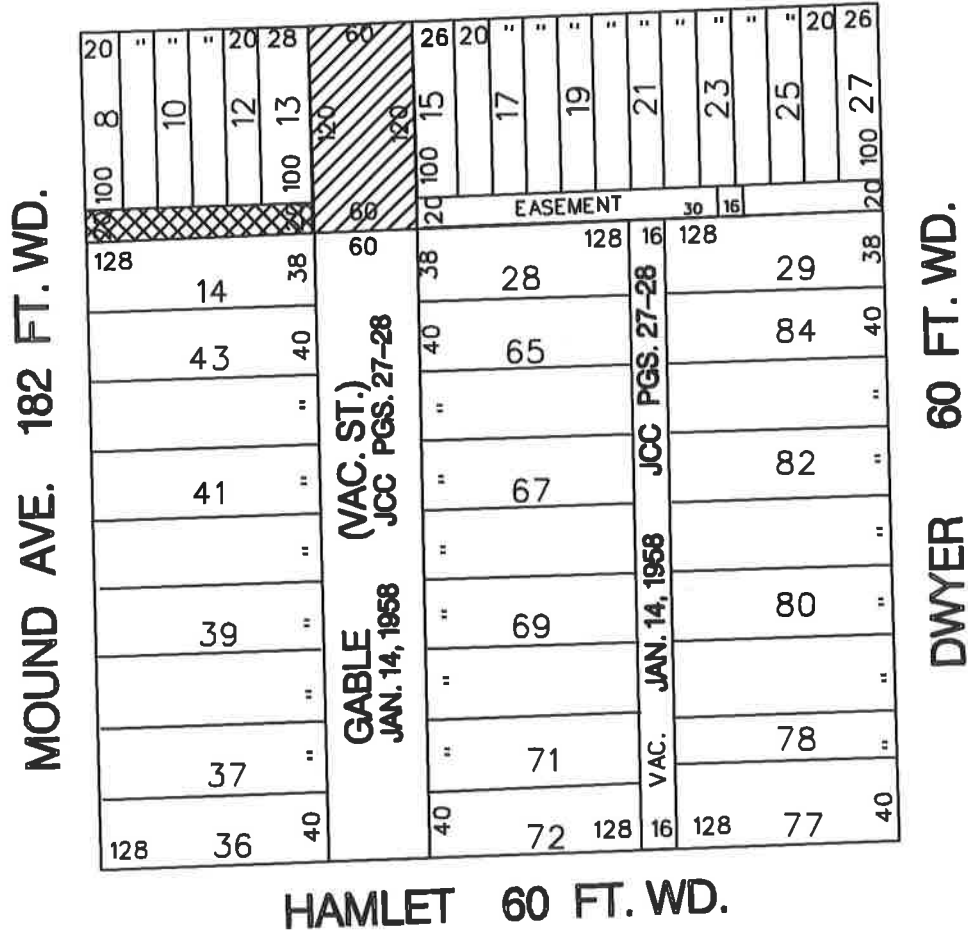 20 " " " 20 28 60 26 20 " " " " " " " " " 20 26
8 10 12 13 120 120 15 17 19 21 23 25 27
100 100 100 100
20 20 60 20 EASEMENT 30 16 20
60
128 14 38
43 40
"
41 "
"
39 "
"
37 "
128 36 40
GABLE (VAC. ST.)
JAN. 14, 1958 JCC PGS. 27-28
38 28 128
40 65
"
" 67
"
" 69
"
" 71
40 72 128
16
VAC. JAN. 14, 1958 JCC PGS. 27-28
16
128 29 38
84 40
"
82 "
"
80 "
"
78 "
128 77 40
MOUND AVE. 182 FT. WD.
DWYER 60 FT. WD.
HAMLET 60 FT. WD.